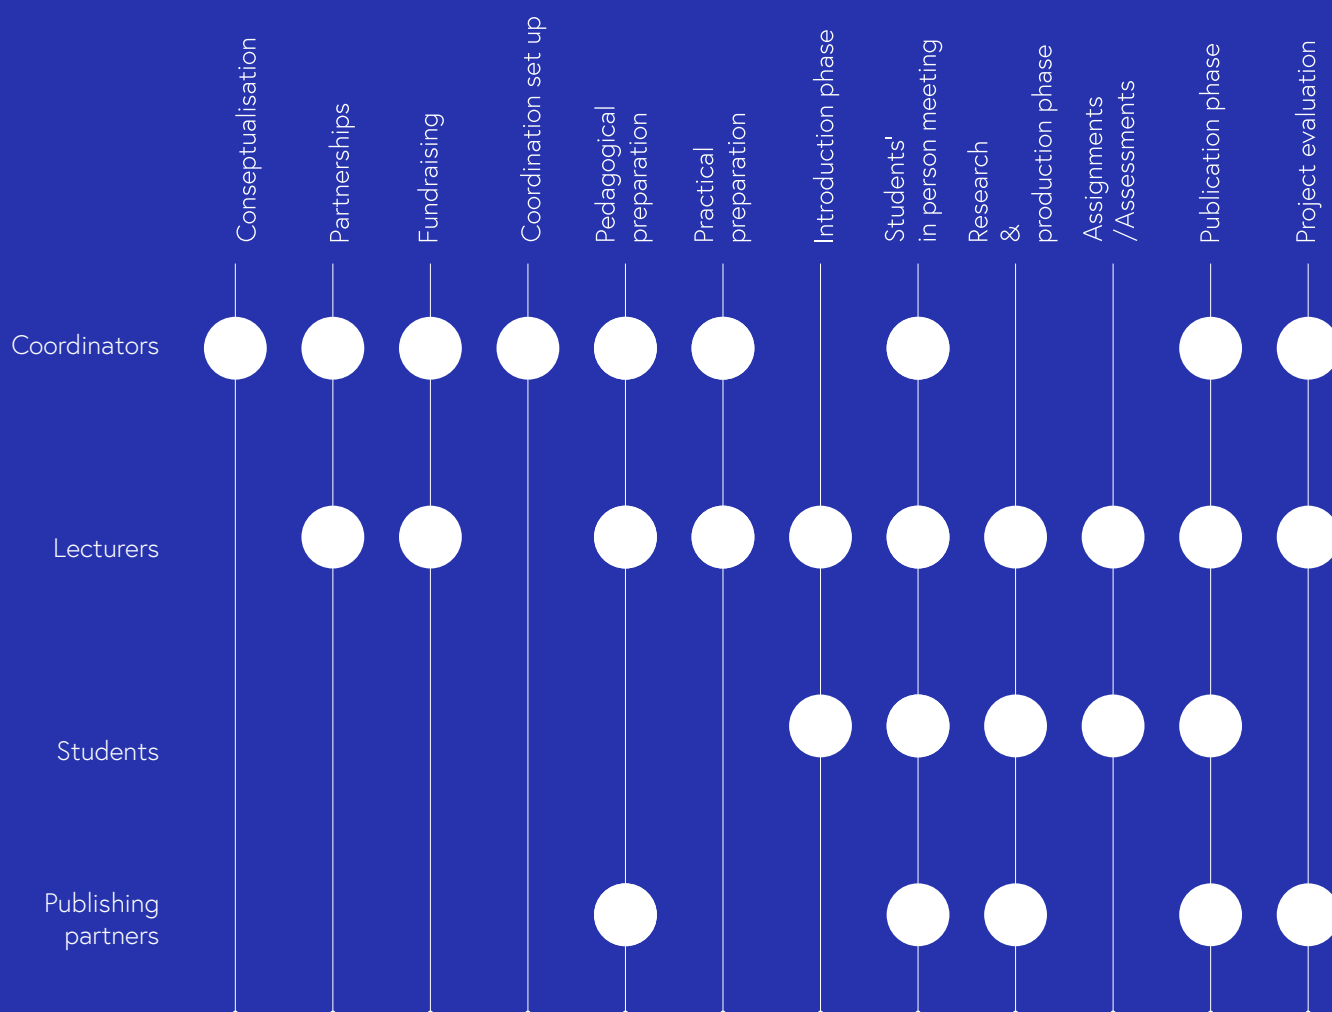 Conseptualisation
Partnerships
Fundraising
Coordination set up
Pedagogical
preparation
Practical
preparation
Introduction phase
Students'
in person meeting
Research
&
production phase
Assignments
/Assessments
Publication phase
Project evaluation
Coordinators
Lecturers
Students
Publishing
partners